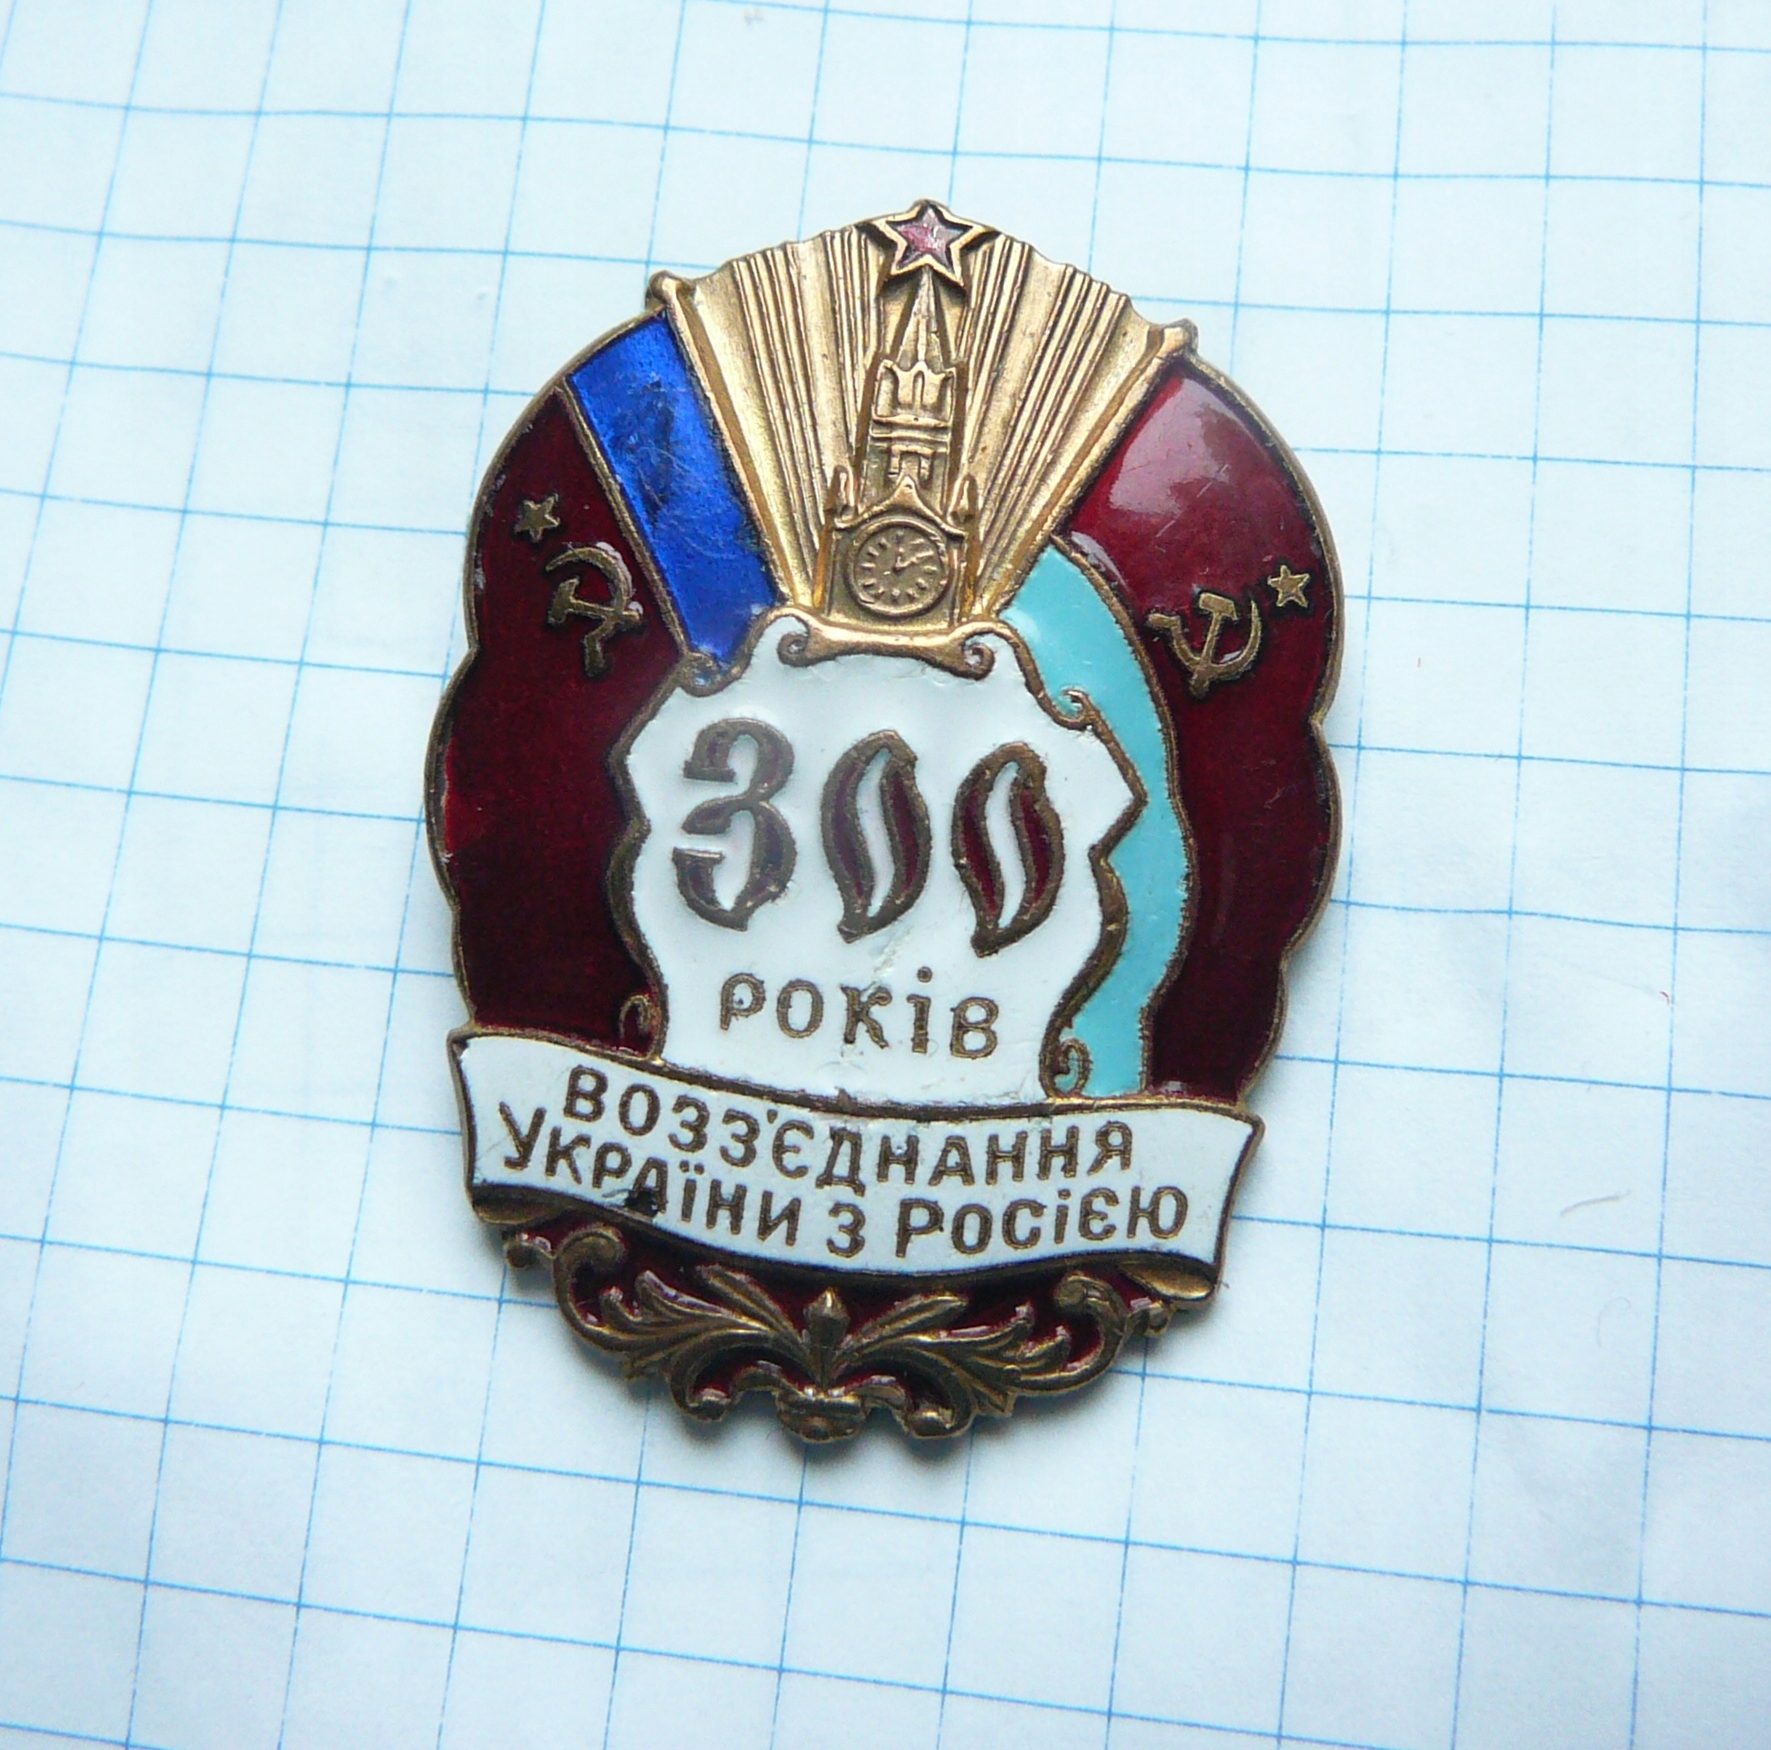 300
РОКІВ
ВОЗЗ'ЄДНАННЯ
УКРАЇНИ З РОСІЄЮ